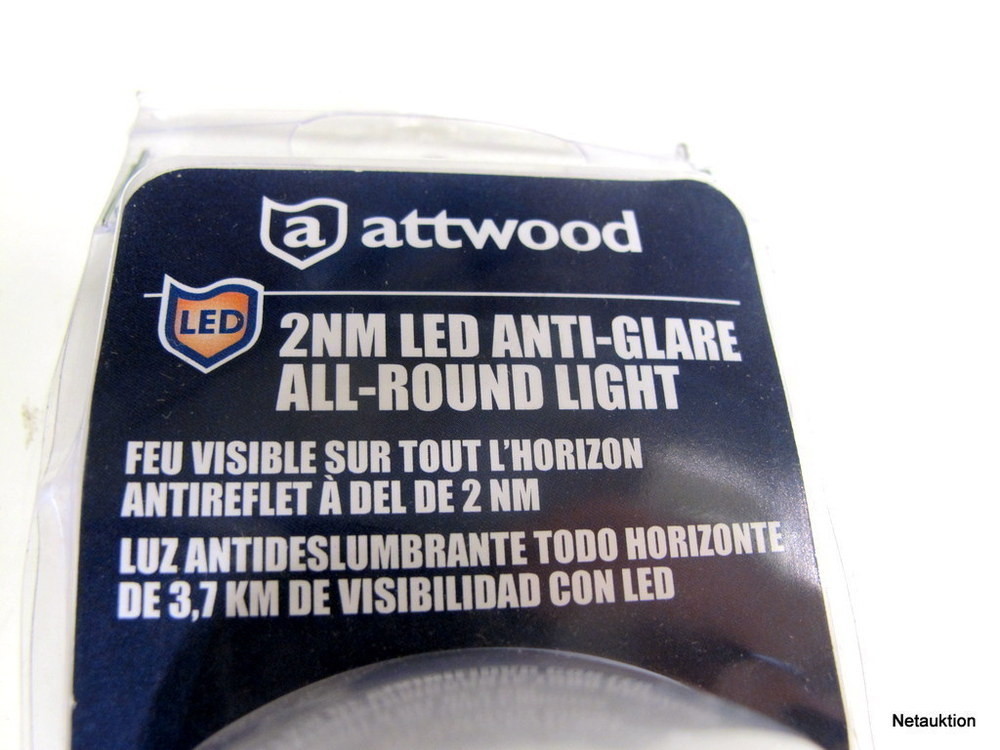 a attwood
LED
2NM LED ANTI-GLARE
ALL-ROUND LIGHT
FEU VISIBLE SUR TOUT L'HORIZON
ANTIREFLET À DEL DE 2 NM
LUZ ANTIDESLUMBRANTE TODO HORIZONTE
DE 3,7 KM DE VISIBILIDAD CON LED
Netauktion